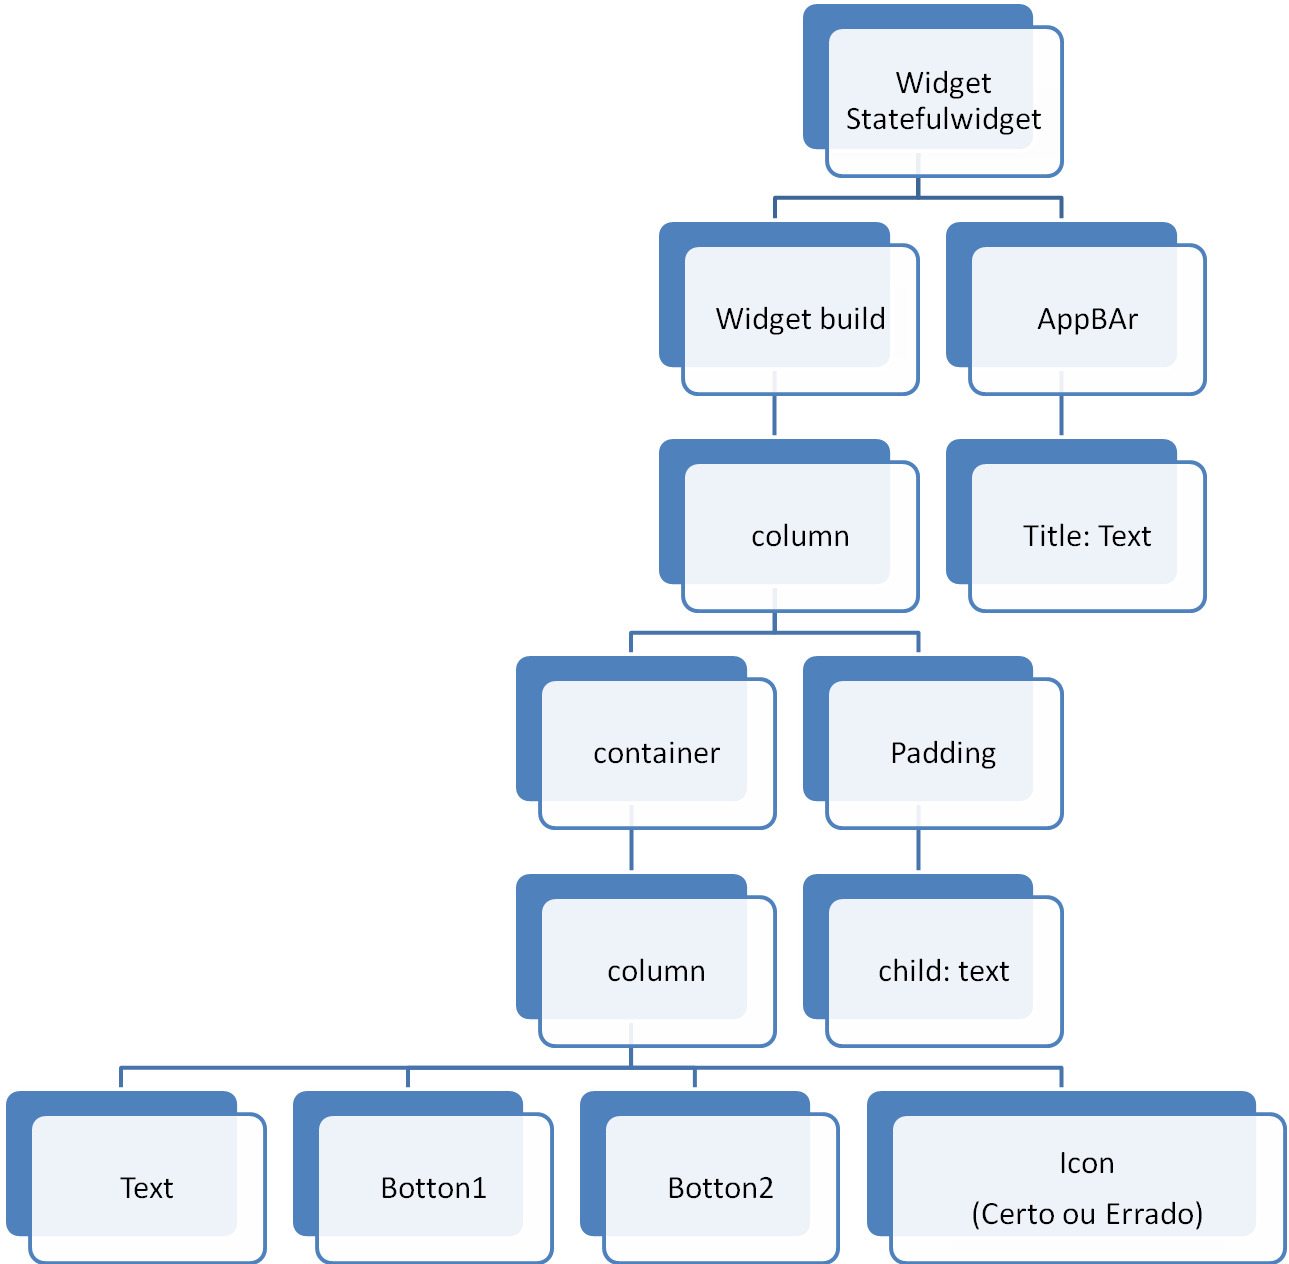 Widget
Statefulwidget
Widget build
AppBAr
column
Title: Text
container
Padding
column
child: text
Text
Botton1
Botton2
Icon
(Certo ou Errado)